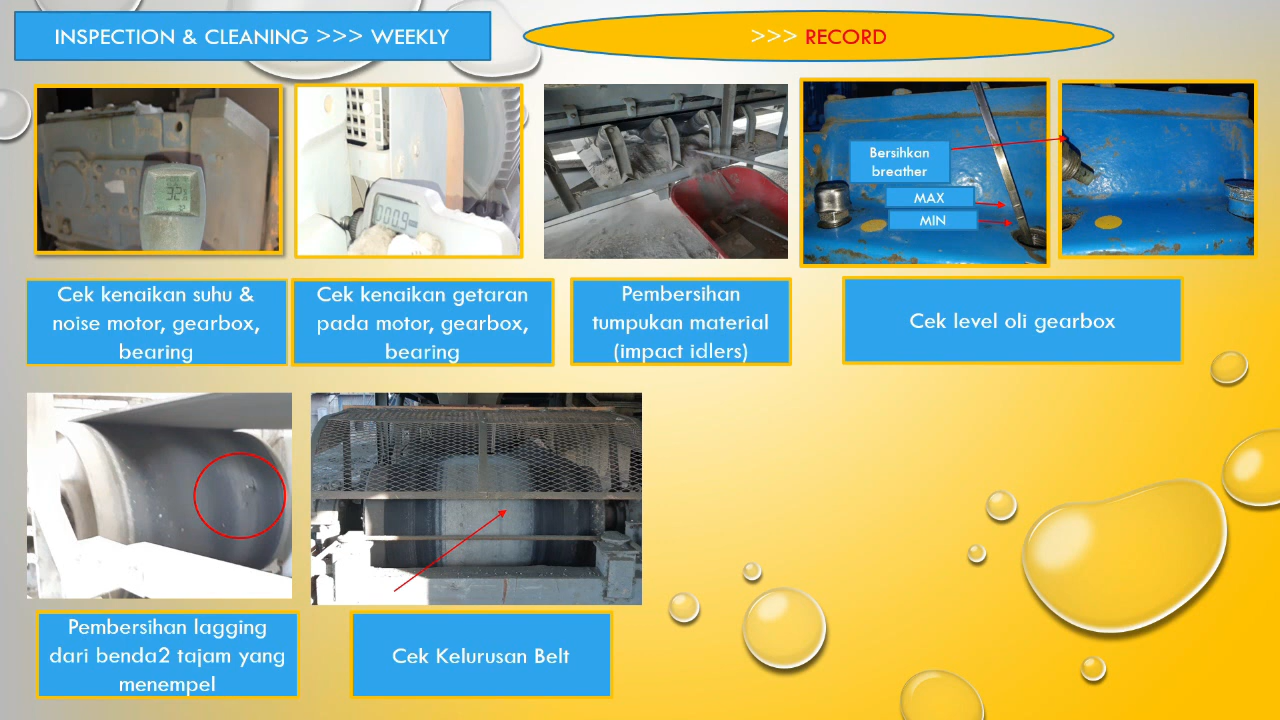 INSPECTION & CLEANING >>> WEEKLY
>>> RECORD
Bersihkan
breather
MAX
MIN
000.9
Cek kenaikan suhu &
noise motor, gearbox,
bearing
Cek kenaikan getaran
pada motor, gearbox,
bearing
Pembersihan
tumpukan material
(impact idlers)
Cek level oli gearbox
Pembersihan lagging
dari benda2 tajam yang
menempel
Cek Kelurusan Belt